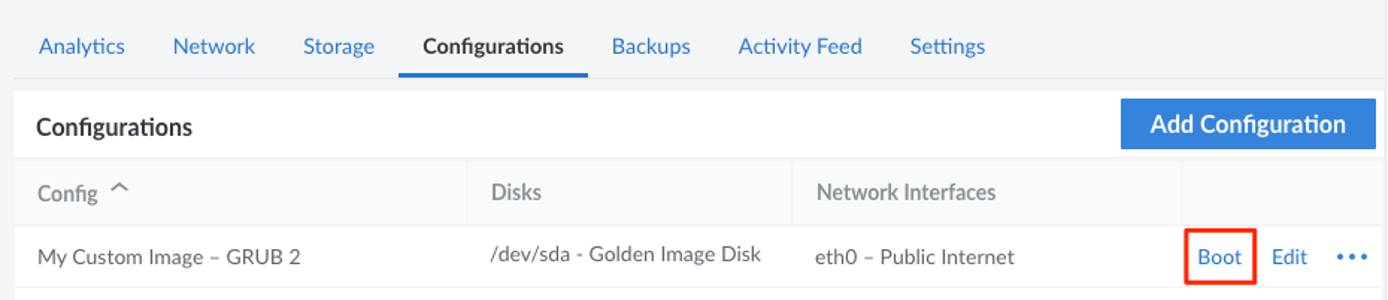 Analytics Network Storage Configurations Backups Activity Feed Settings
Configurations Add Configuration
Config Disks Network Interfaces
My Custom Image – GRUB 2 /dev/sda - Golden Image Disk eth0 – Public Internet Boot Edit •••